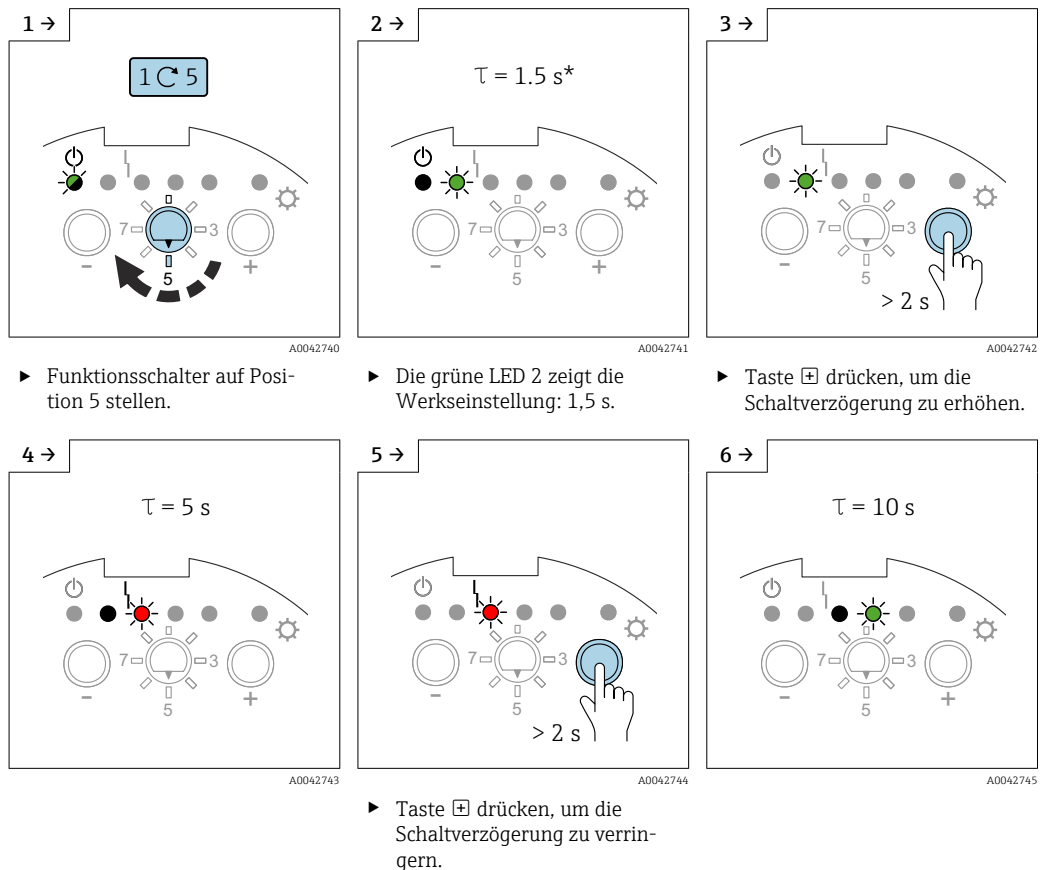 1 →
1 5
7
3
5
-
+
A0042740
▶ Funktionsschalter auf Posi-
tion 5 stellen.
2 →
τ = 1.5 s*
7
3
5
-
+
A0042741
▶ Die grüne LED 2 zeigt die
Werkseinstellung: 1,5 s.
3 →
7
3
5
-
> 2 s
A0042742
▶ Taste + drücken, um die
Schaltverzögerung zu erhöhen.
4 →
τ = 5 s
7
3
5
-
+
A0042743
5 →
7
3
5
-
> 2 s
A0042744
▶ Taste + drücken, um die
Schaltverzögerung zu verrin-
gern.
6 →
τ = 10 s
7
3
5
-
+
A0042745